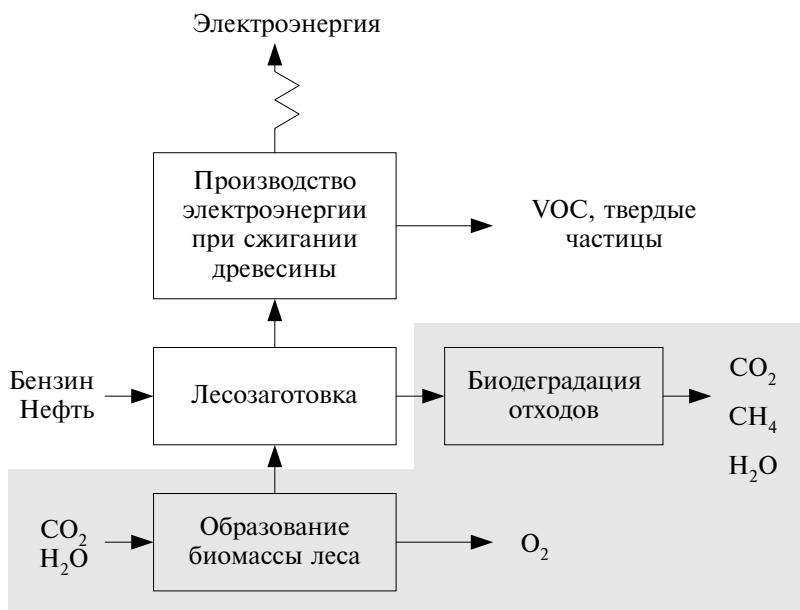 Электроэнергия
Производство
электроэнергии
при сжигании
древесины
VOC, твердые
частицы
Бензин
Нефть
Лесозаготовка
Биодеградация
отходов
CO₂
CH₄
H₂O
CO₂
H₂O
Образование
биомассы леса
O₂